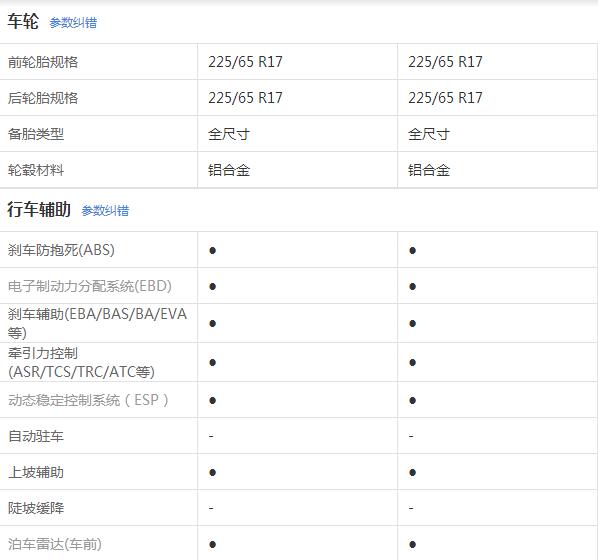 车轮 参数纠错
前轮胎规格 225/65 R17 225/65 R17
后轮胎规格 225/65 R17 225/65 R17
备胎类型 全尺寸 全尺寸
轮毂材料 铝合金 铝合金
行车辅助 参数纠错
刹车防抱死(ABS) ● ●
电子制动力分配系统(EBD) ● ●
刹车辅助(EBA/BAS/BA/EVA
等) ● ●
牵引力控制
(ASR/TCS/TRC/ATC等) ● ●
动态稳定控制系统（ESP） ● ●
自动驻车 - -
上坡辅助 ● ●
陡坡缓降 - -
泊车雷达(车前) ● ●